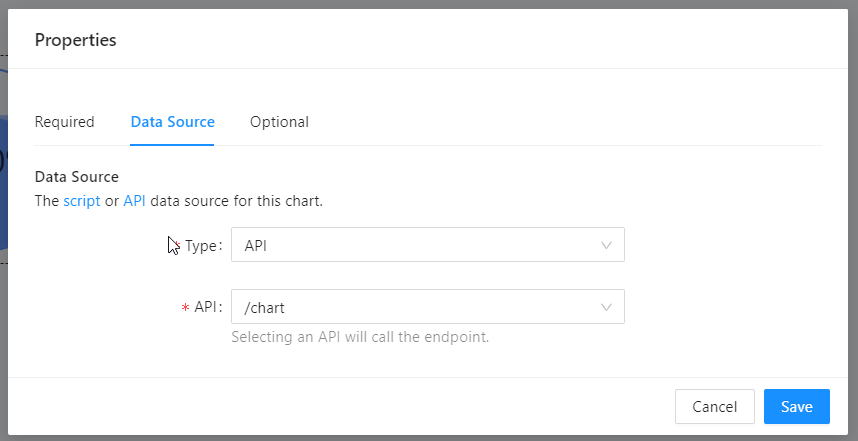 Properties
Required Data Source Optional
Data Source
The script or API data source for this chart.
* Type: API
* API: /chart
Selecting an API will call the endpoint.
Cancel Save